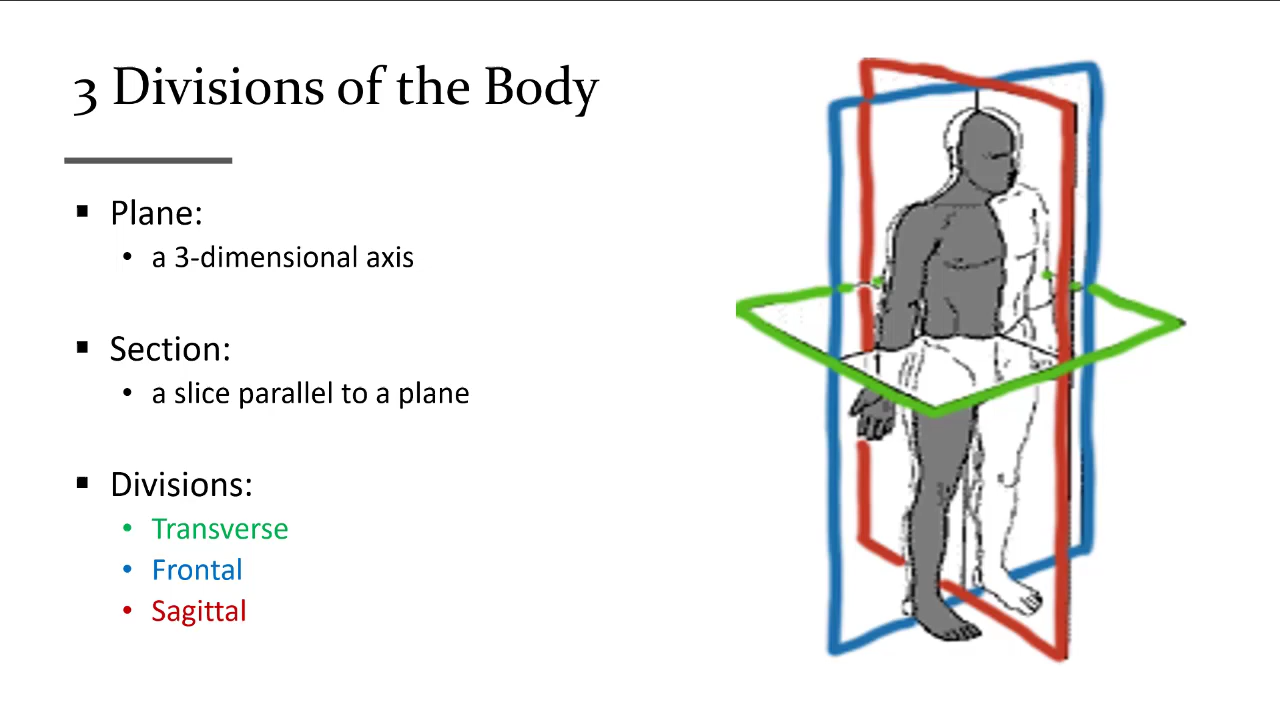 3 Divisions of the Body
▪ Plane:
• a 3-dimensional axis
▪ Section:
• a slice parallel to a plane
▪ Divisions:
• Transverse
• Frontal
• Sagittal